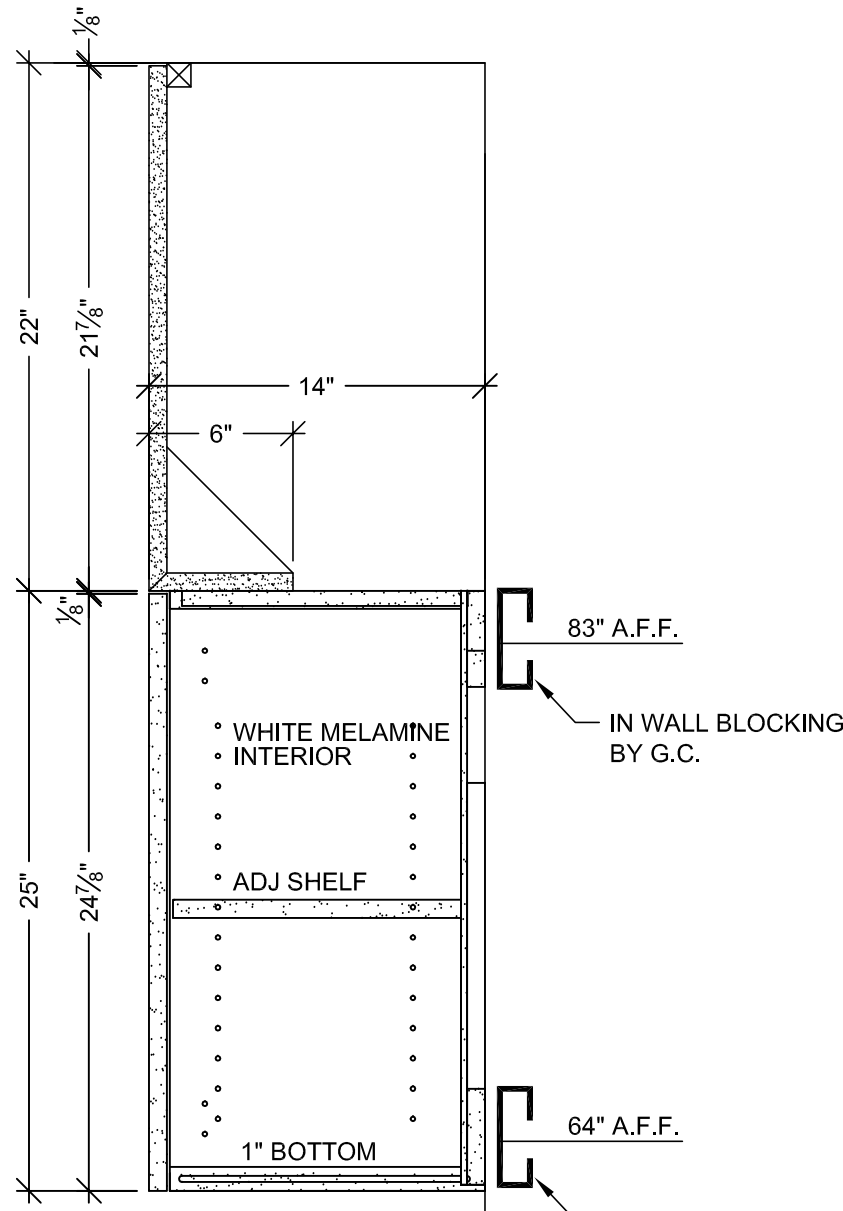 1/8"
22"
21 7/8"
14"
6"
1/8"
83" A.F.F.
IN WALL BLOCKING
BY G.C.
WHITE MELAMINE
INTERIOR
ADJ SHELF
25"
24 7/8"
64" A.F.F.
1" BOTTOM